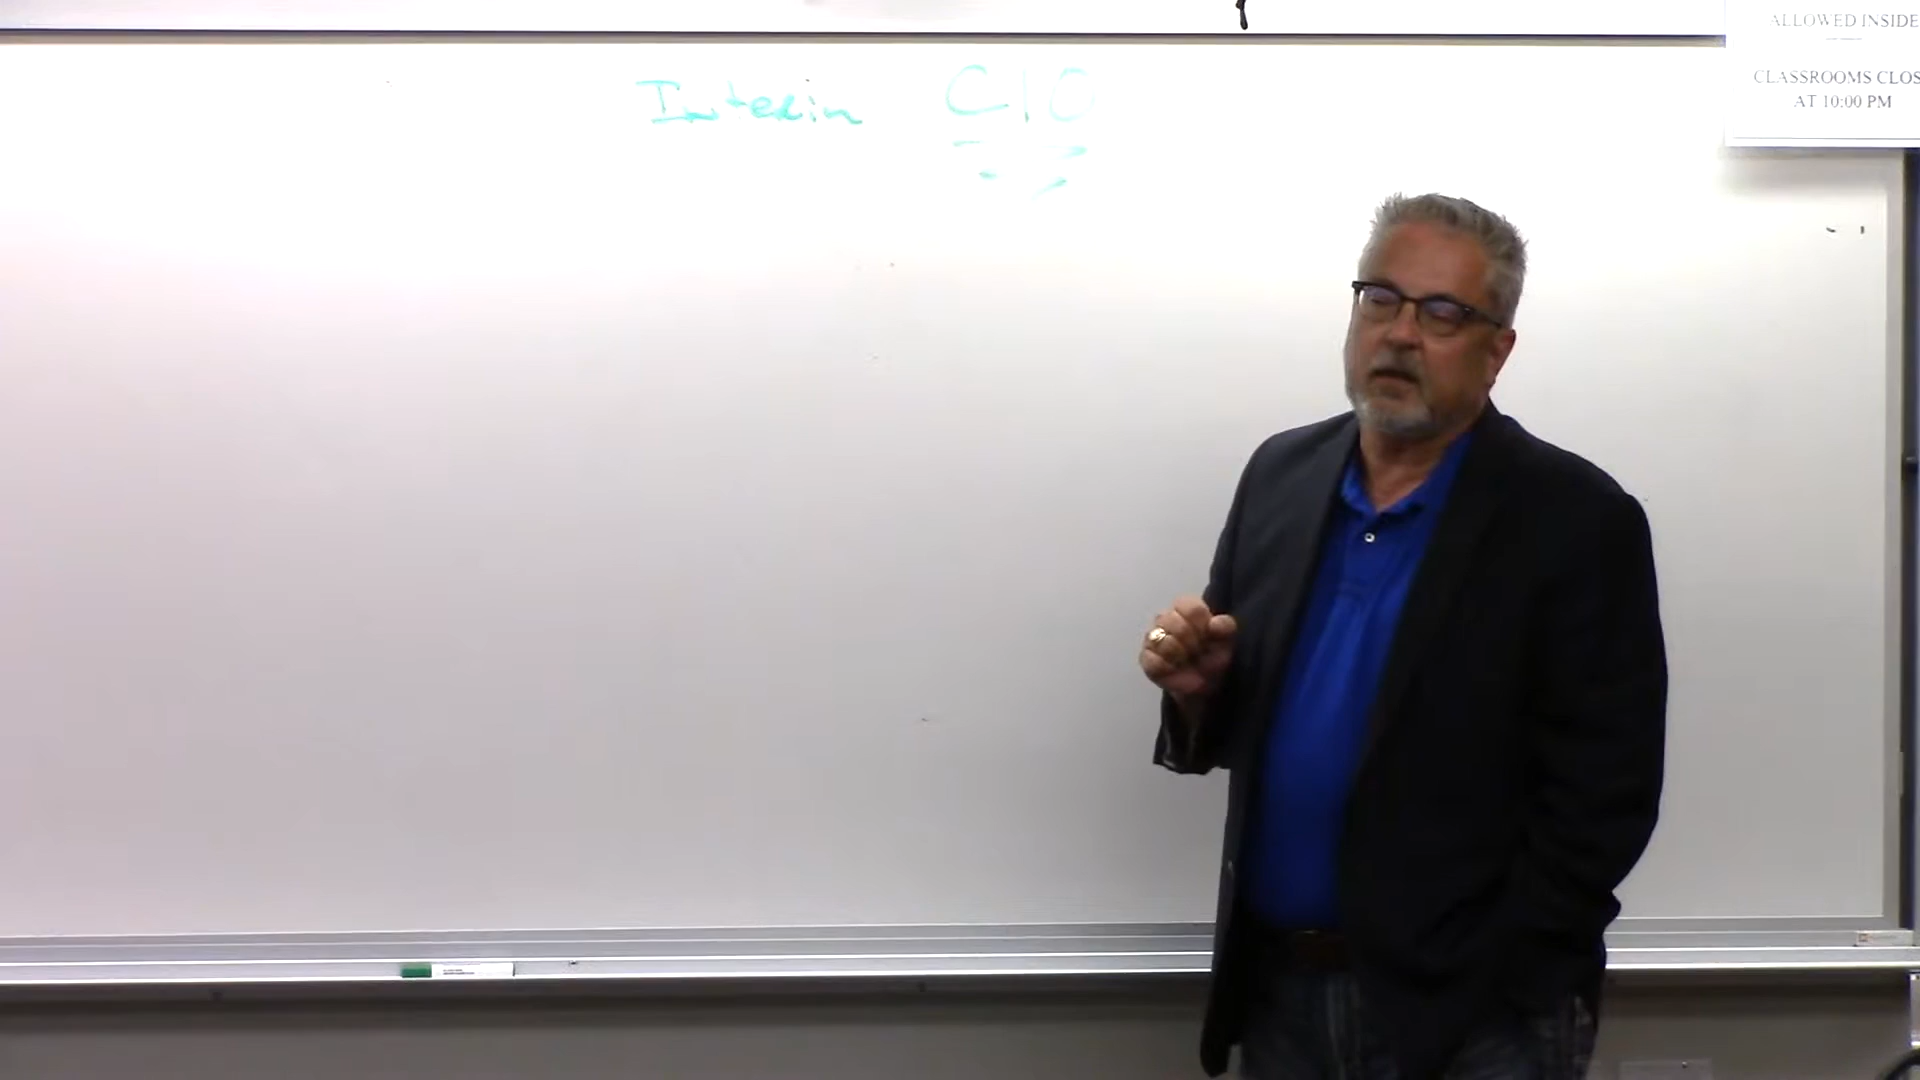 ALLOWED INSIDE
CLASSROOMS CLOS
AT 10:00 PM
Interim CIO